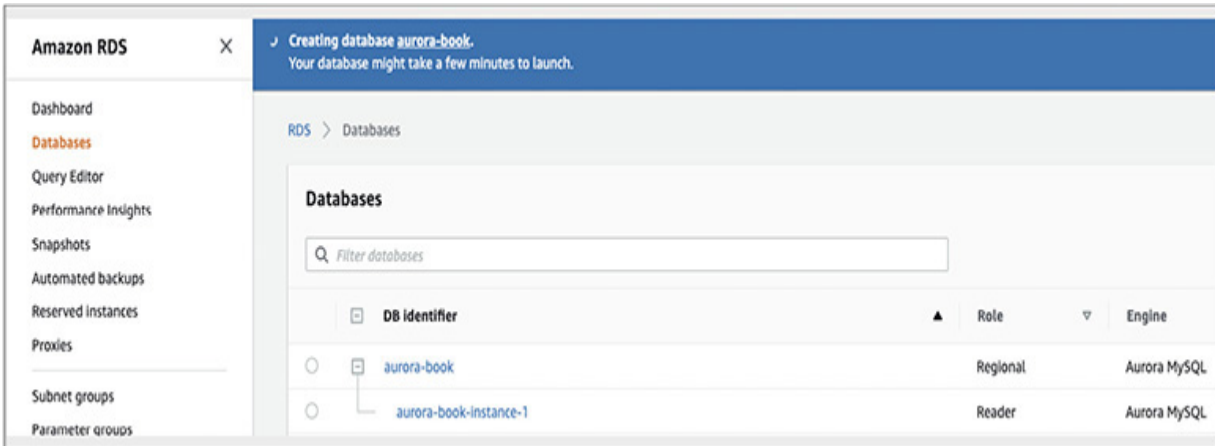 Amazon RDS
Creating database aurora-book.
Your database might take a few minutes to launch.
Dashboard
Databases
Query Editor
Performance Insights
Snapshots
Automated backups
Reserved instances
Proxies
Subnet groups
Parameter groups
RDS > Databases
Databases
Filter databases
DB identifier Role Engine
aurora-book Regional Aurora MySQL
aurora-book-instance-1 Reader Aurora MySQL